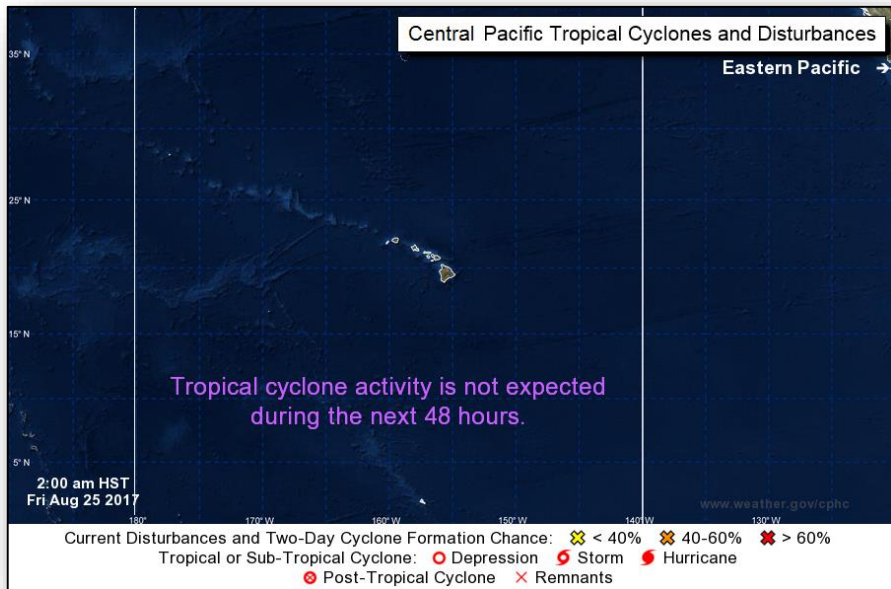 Central Pacific Tropical Cyclones and Disturbances
35° N
Eastern Pacific →
25° N
15° N
Tropical cyclone activity is not expected
during the next 48 hours.
5° N
2:00 am HST
Fri Aug 25 2017
www.weather.gov/cphc
180° 170° W 160° W 150° W 140° W 130° W
Current Disturbances and Two-Day Cyclone Formation Chance: < 40% 40-60% > 60%
Tropical or Sub-Tropical Cyclone: Depression Storm Hurricane
Post-Tropical Cyclone Remnants